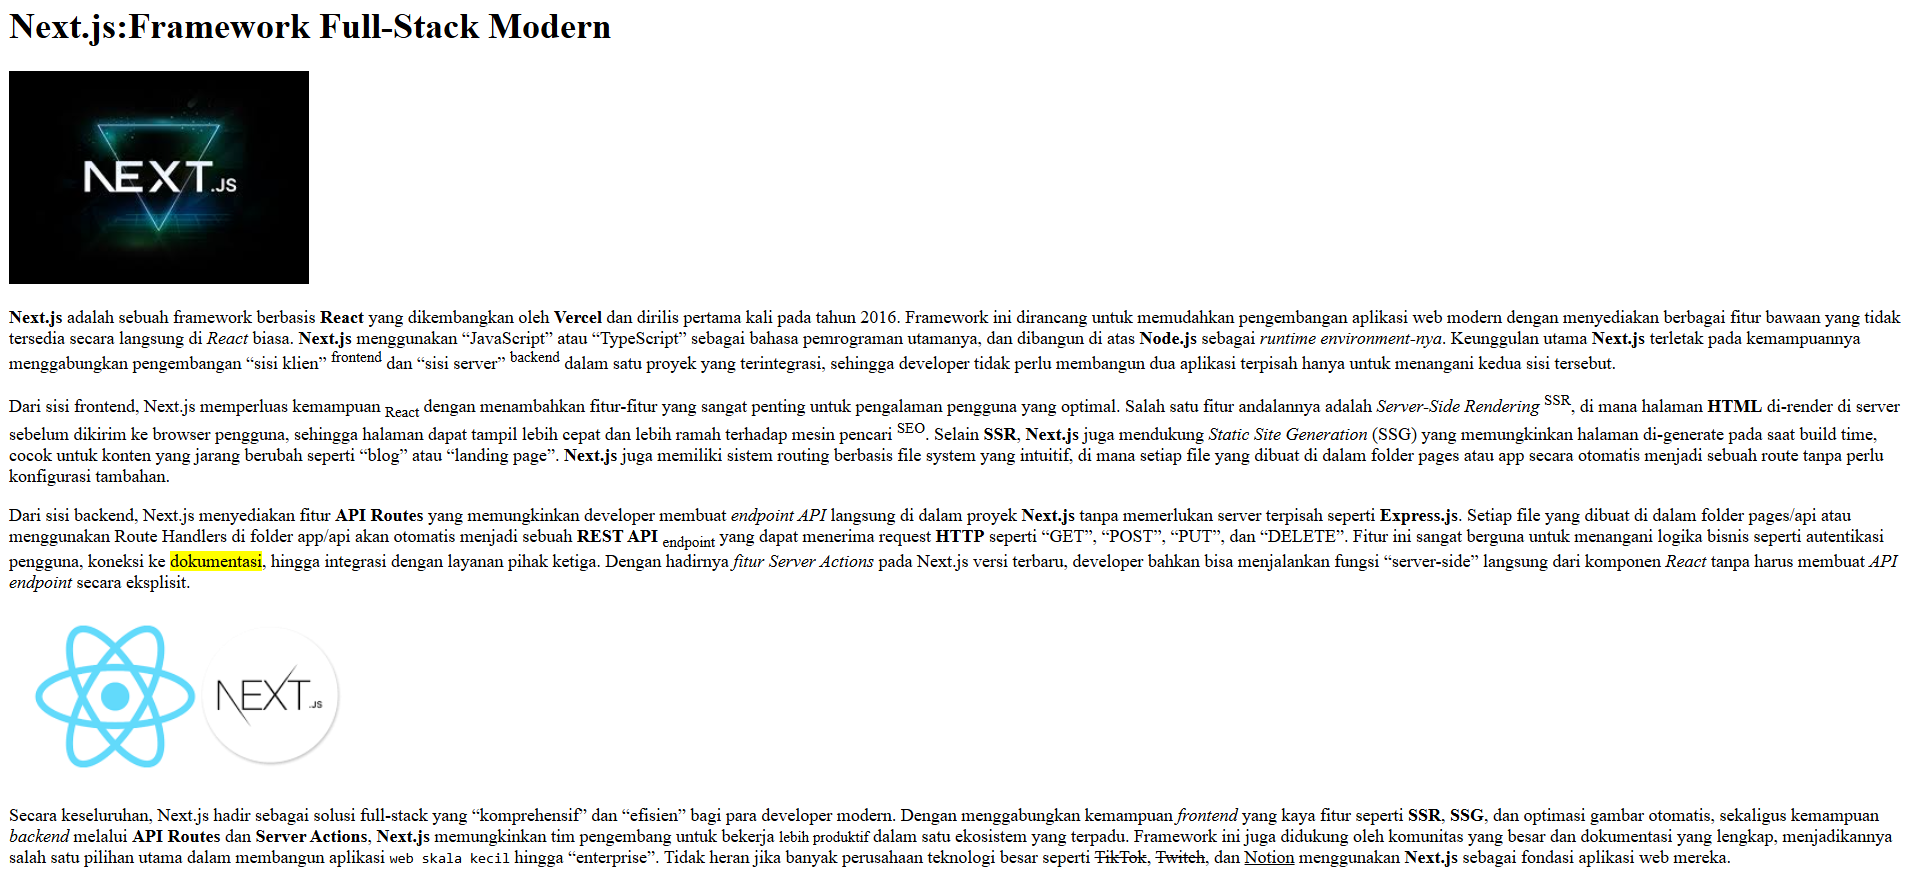 Next.js:Framework Full-Stack Modern
NEXT.JS
Next.js adalah sebuah framework berbasis React yang dikembangkan oleh Vercel dan dirilis pertama kali pada tahun 2016. Framework ini dirancang untuk memudahkan pengembangan aplikasi web modern dengan menyediakan berbagai fitur bawaan yang tidak
tersedia secara langsung di React biasa. Next.js menggunakan “JavaScript” atau “TypeScript” sebagai bahasa pemrograman utamanya, dan dibangun di atas Node.js sebagai runtime environment-nya. Keunggulan utama Next.js terletak pada kemampuannya
menggabungkan pengembangan “sisi klien” frontend dan “sisi server” backend dalam satu proyek yang terintegrasi, sehingga developer tidak perlu membangun dua aplikasi terpisah hanya untuk menangani kedua sisi tersebut.
Dari sisi frontend, Next.js memperluas kemampuan React dengan menambahkan fitur-fitur yang sangat penting untuk pengalaman pengguna yang optimal. Salah satu fitur andalannya adalah Server-Side Rendering SSR, di mana halaman HTML di-render di server
sebelum dikirim ke browser pengguna, sehingga halaman dapat tampil lebih cepat dan lebih ramah terhadap mesin pencari SEO. Selain SSR, Next.js juga mendukung Static Site Generation (SSG) yang memungkinkan halaman di-generate pada saat build time,
cocok untuk konten yang jarang berubah seperti “blog” atau “landing page”. Next.js juga memiliki sistem routing berbasis file system yang intuitif, di mana setiap file yang dibuat di dalam folder pages atau app secara otomatis menjadi sebuah route tanpa perlu
konfigurasi tambahan.
Dari sisi backend, Next.js menyediakan fitur API Routes yang memungkinkan developer membuat endpoint API langsung di dalam proyek Next.js tanpa memerlukan server terpisah seperti Express.js. Setiap file yang dibuat di dalam folder pages/api atau
menggunakan Route Handlers di folder app/api akan otomatis menjadi sebuah REST API endpoint yang dapat menerima request HTTP seperti “GET”, “POST”, “PUT”, dan “DELETE”. Fitur ini sangat berguna untuk menangani logika bisnis seperti autentikasi
pengguna, koneksi ke dokumentasi, hingga integrasi dengan layanan pihak ketiga. Dengan hadirnya fitur Server Actions pada Next.js versi terbaru, developer bahkan bisa menjalankan fungsi “server-side” langsung dari komponen React tanpa harus membuat API
endpoint secara eksplisit.
NEXT.JS
Secara keseluruhan, Next.js hadir sebagai solusi full-stack yang “komprehensif” dan “efisien” bagi para developer modern. Dengan menggabungkan kemampuan frontend yang kaya fitur seperti SSR, SSG, dan optimasi gambar otomatis, sekaligus kemampuan
backend melalui API Routes dan Server Actions, Next.js memungkinkan tim pengembang untuk bekerja lebih produktif dalam satu ekosistem yang terpadu. Framework ini juga didukung oleh komunitas yang besar dan dokumentasi yang lengkap, menjadikannya
salah satu pilihan utama dalam membangun aplikasi web skala kecil hingga “enterprise”. Tidak heran jika banyak perusahaan teknologi besar seperti TikTok, Twitch, dan Notion menggunakan Next.js sebagai fondasi aplikasi web mereka.